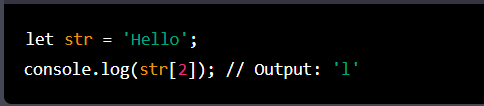 let str = 'Hello';
console.log(str[2]); // Output: 'l'